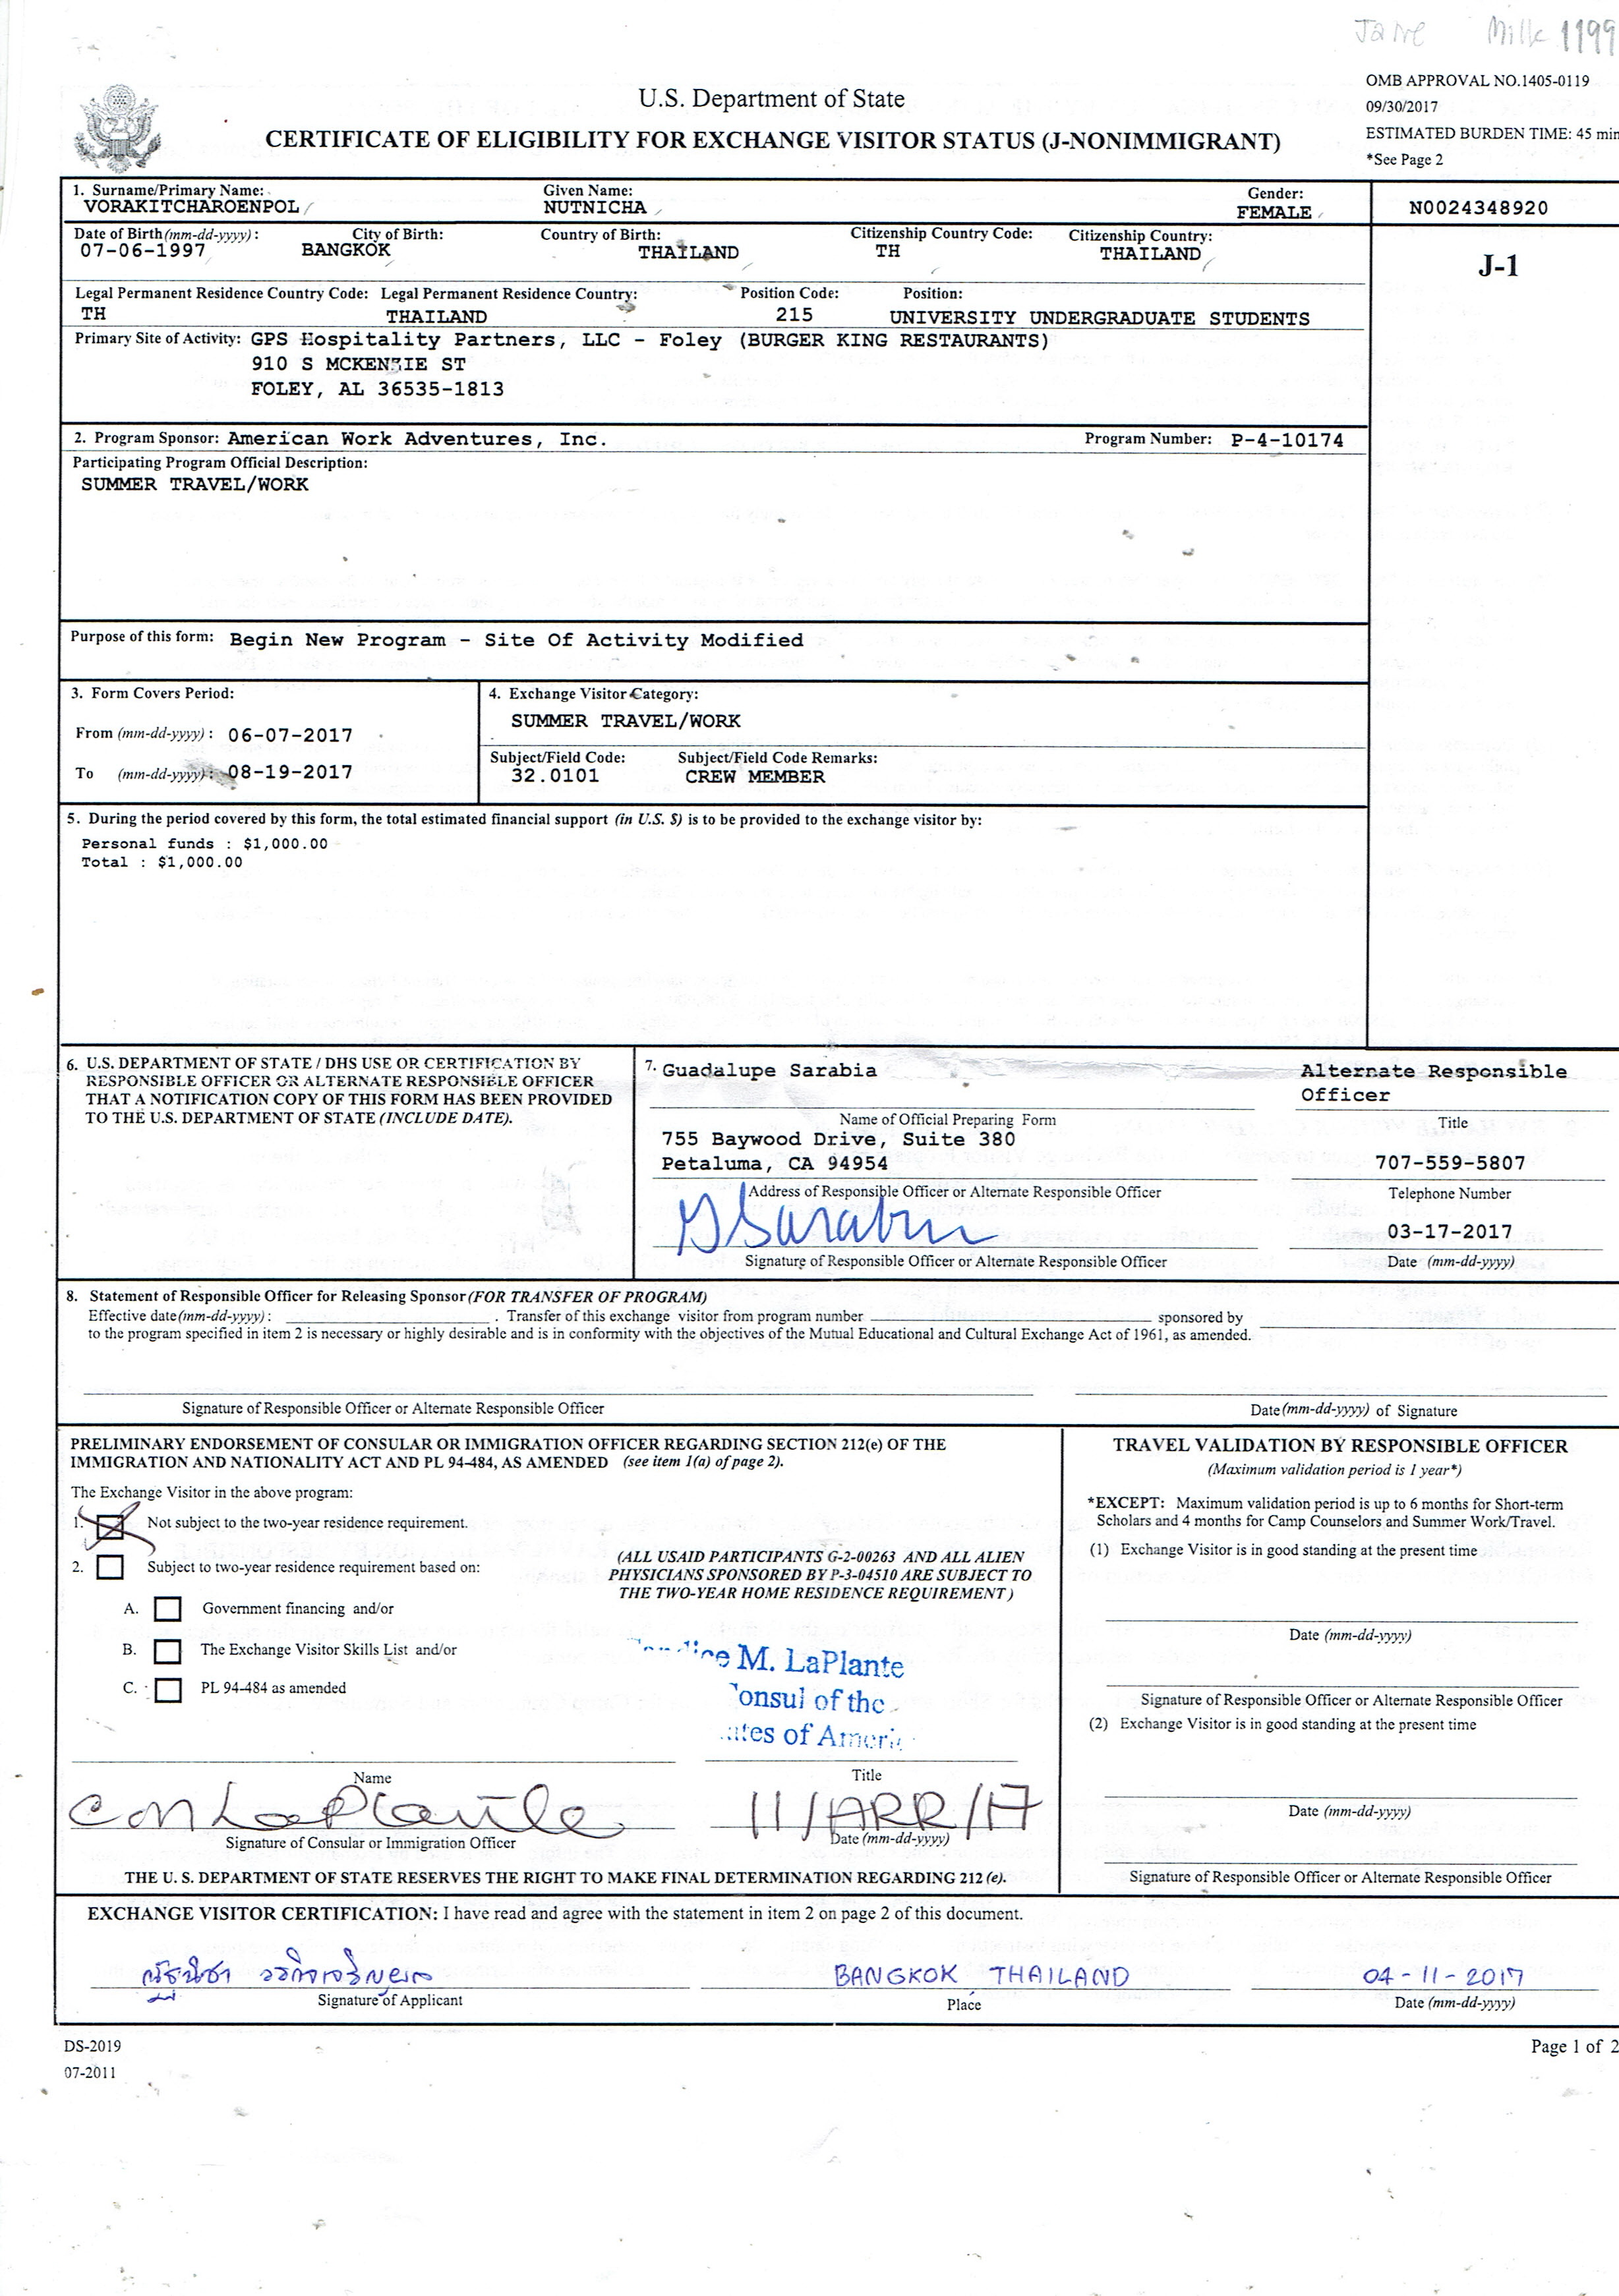 Jane Milk 1199
OMB APPROVAL NO.1405-0119
09/30/2017
ESTIMATED BURDEN TIME: 45 min
*See Page 2
U.S. Department of State
CERTIFICATE OF ELIGIBILITY FOR EXCHANGE VISITOR STATUS (J-NONIMMIGRANT)
1. Surname/Primary Name: Given Name: Gender:
VORAKITCHAROENPOL NUTNICHA FEMALE N0024348920
Date of Birth(mm-dd-yyyy): City of Birth: Country of Birth: Citizenship Country Code: Citizenship Country:
07-06-1997 BANGKOK THAILAND TH THAILAND
J-1
Legal Permanent Residence Country Code: Legal Permanent Residence Country: Position Code: Position:
TH THAILAND 215 UNIVERSITY UNDERGRADUATE STUDENTS
Primary Site of Activity: GPS Hospitality Partners, LLC - Foley (BURGER KING RESTAURANTS)
910 S MCKENZIE ST
FOLEY, AL 36535-1813
2. Program Sponsor: American Work Adventures, Inc. Program Number: P-4-10174
Participating Program Official Description:
SUMMER TRAVEL/WORK
Purpose of this form: Begin New Program - Site Of Activity Modified
3. Form Covers Period:
From (mm-dd-yyyy): 06-07-2017
To (mm-dd-yyyy): 08-19-2017
4. Exchange Visitor Category:
SUMMER TRAVEL/WORK
Subject/Field Code: Subject/Field Code Remarks:
32.0101 CREW MEMBER
5. During the period covered by this form, the total estimated financial support (in U.S. $) is to be provided to the exchange visitor by:
Personal funds : $1,000.00
Total : $1,000.00
6. U.S. DEPARTMENT OF STATE / DHS USE OR CERTIFICATION BY
RESPONSIBLE OFFICER OR ALTERNATE RESPONSIBLE OFFICER
THAT A NOTIFICATION COPY OF THIS FORM HAS BEEN PROVIDED
TO THE U.S. DEPARTMENT OF STATE (INCLUDE DATE).
7. Guadalupe Sarabia Alternate Responsible
Officer
Name of Official Preparing Form Title
755 Baywood Drive, Suite 380
Petaluma, CA 94954 707-559-5807
Address of Responsible Officer or Alternate Responsible Officer Telephone Number
03-17-2017
Signature of Responsible Officer or Alternate Responsible Officer Date (mm-dd-yyyy)
8. Statement of Responsible Officer for Releasing Sponsor(FOR TRANSFER OF PROGRAM)
Effective date(mm-dd-yyyy): . Transfer of this exchange visitor from program number sponsored by
to the program specified in item 2 is necessary or highly desirable and is in conformity with the objectives of the Mutual Educational and Cultural Exchange Act of 1961, as amended.
Signature of Responsible Officer or Alternate Responsible Officer Date(mm-dd-yyyy) of Signature
PRELIMINARY ENDORSEMENT OF CONSULAR OR IMMIGRATION OFFICER REGARDING SECTION 212(e) OF THE
IMMIGRATION AND NATIONALITY ACT AND PL 94-484, AS AMENDED (see item 1(a) of page 2).
The Exchange Visitor in the above program:
1. Not subject to the two-year residence requirement.
2. Subject to two-year residence requirement based on:
(ALL USAID PARTICIPANTS G-2-00263 AND ALL ALIEN
PHYSICIANS SPONSORED BY P-3-04510 ARE SUBJECT TO
THE TWO-YEAR HOME RESIDENCE REQUIREMENT)
A. Government financing and/or
B. The Exchange Visitor Skills List and/or
C. PL 94-484 as amended
M. LaPlante
of the
of
Name Title
11/APR/17
Signature of Consular or Immigration Officer Date (mm-dd-yyyy)
THE U. S. DEPARTMENT OF STATE RESERVES THE RIGHT TO MAKE FINAL DETERMINATION REGARDING 212 (e).
TRAVEL VALIDATION BY RESPONSIBLE OFFICER
(Maximum validation period is 1 year*)
*EXCEPT: Maximum validation period is up to 6 months for Short-term
Scholars and 4 months for Camp Counselors and Summer Work/Travel.
(1) Exchange Visitor is in good standing at the present time
Date (mm-dd-yyyy)
Signature of Responsible Officer or Alternate Responsible Officer
(2) Exchange Visitor is in good standing at the present time
Date (mm-dd-yyyy)
Signature of Responsible Officer or Alternate Responsible Officer
EXCHANGE VISITOR CERTIFICATION: I have read and agree with the statement in item 2 on page 2 of this document.
ณัฐณิชา วรกิจเจริญผล BANGKOK THAILAND 04-11-2017
Signature of Applicant Place Date (mm-dd-yyyy)
DS-2019
07-2011
Page 1 of 2